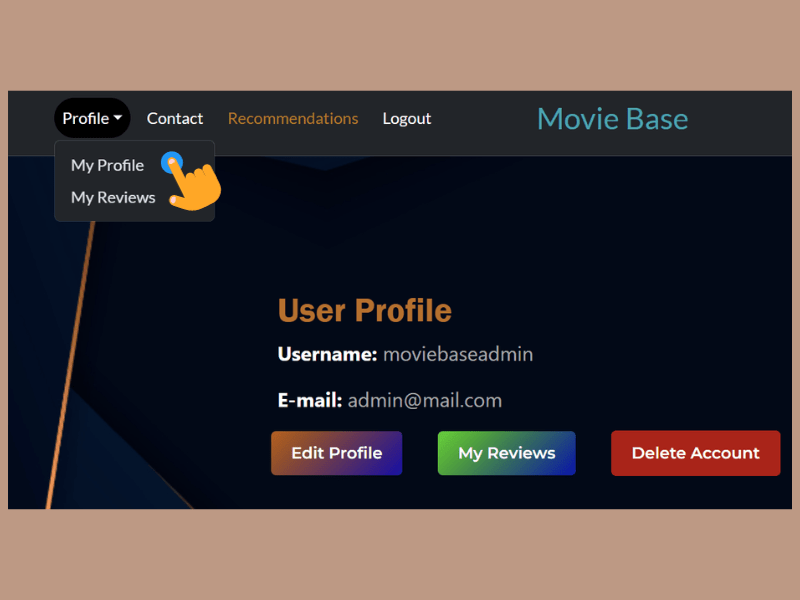 Profile Contact Recommendations Logout Movie Base
My Profile
My Reviews
User Profile
Username: moviebaseadmin
E-mail: admin@mail.com
Edit Profile My Reviews Delete Account